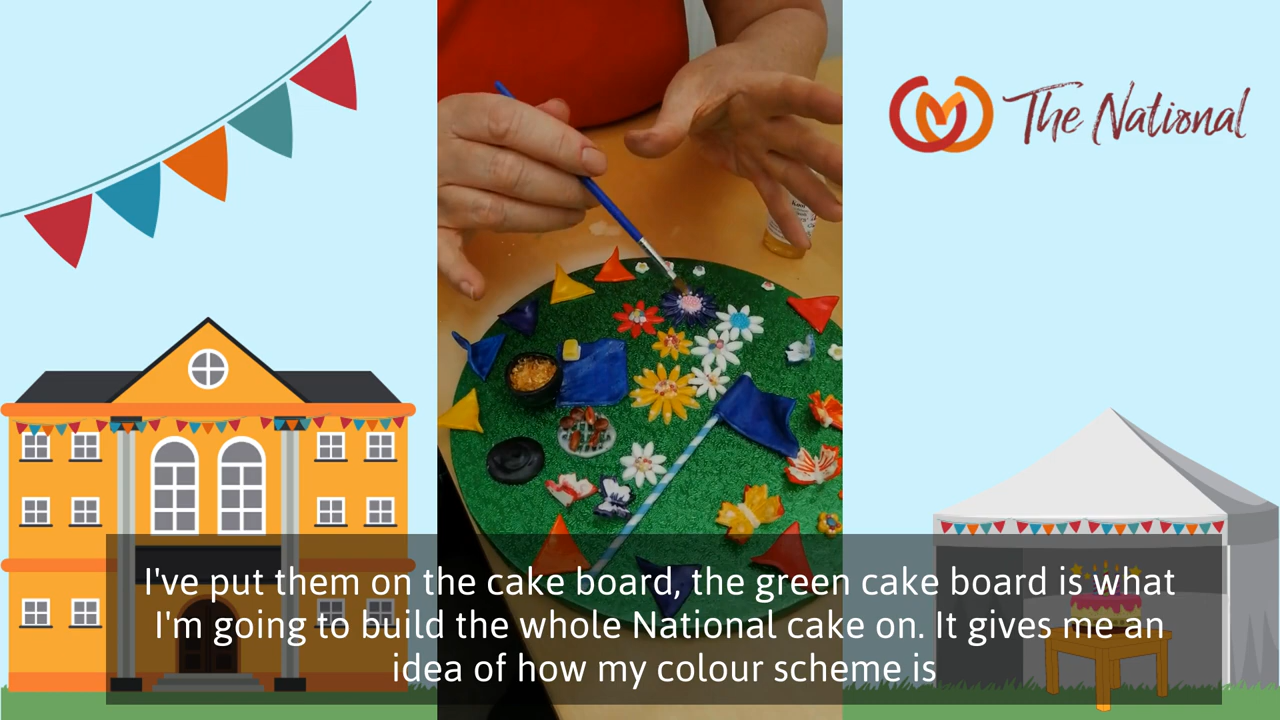 The National
I've put them on the cake board, the green cake board is what
I'm going to build the whole National cake on. It gives me an
idea of how my colour scheme is